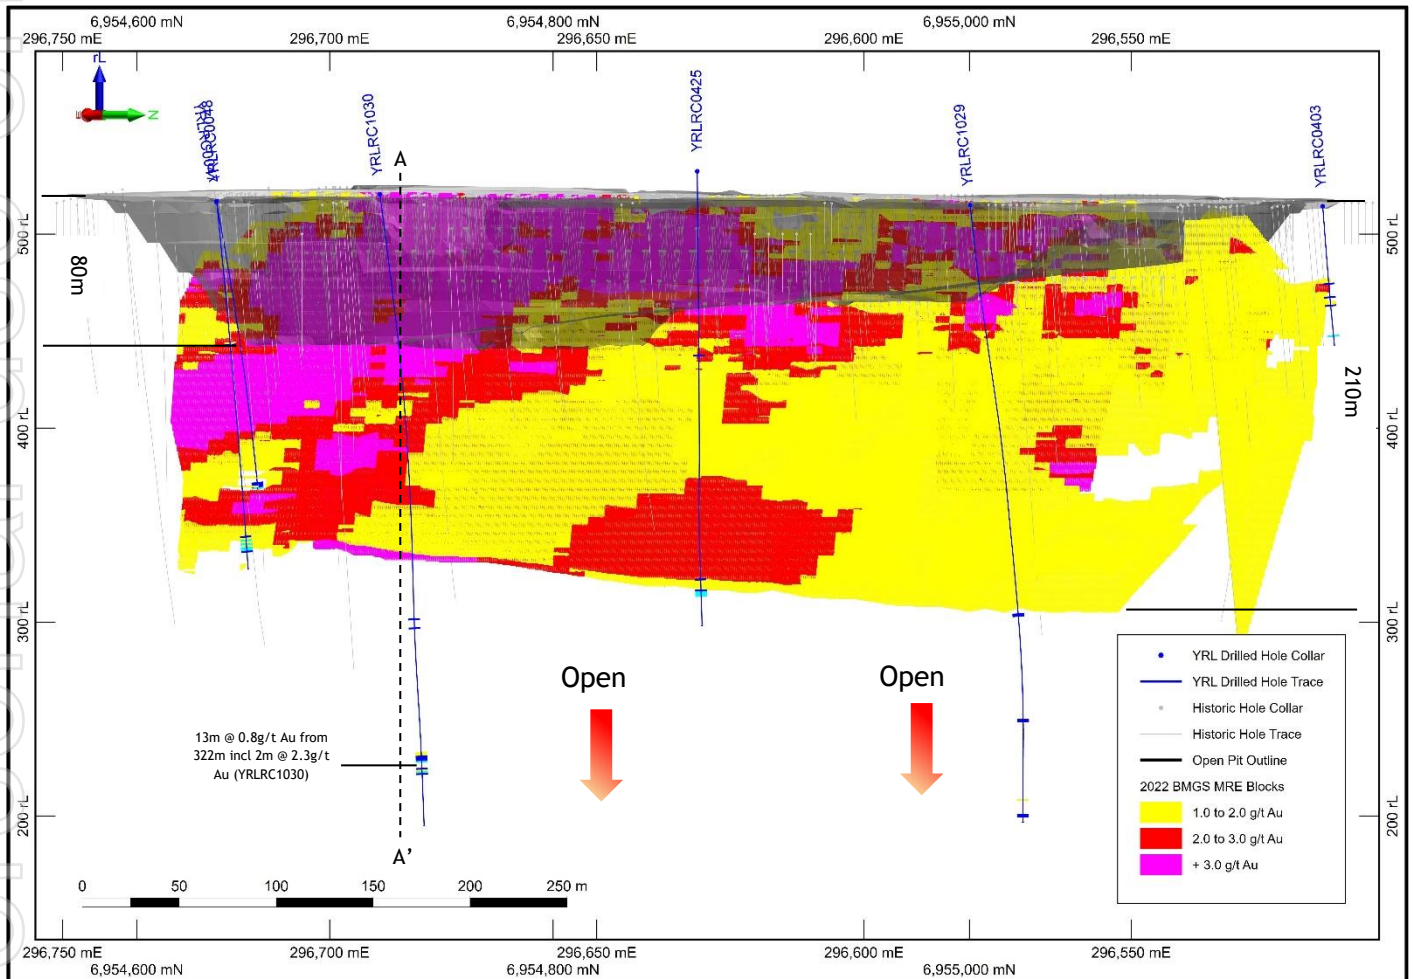 6,954,600 mN 6,954,800 mN 6,955,000 mN
296,750 mE 296,700 mE 296,650 mE 296,600 mE 296,550 mE
N
YRLRC0048
YRLRC1030
A
YRLRC0425
YRLRC1029
YRLRC0403
500 rL
500 rL
80m
210m
400 rL
400 rL
300 rL
300 rL
Open
Open
13m @ 0.8g/t Au from
322m incl 2m @ 2.3g/t
Au (YRLRC1030)
200 rL
200 rL
A’
0 50 100 150 200 250 m
YRL Drilled Hole Collar
YRL Drilled Hole Trace
Historic Hole Collar
Historic Hole Trace
Open Pit Outline
2022 BMGS MRE Blocks
1.0 to 2.0 g/t Au
2.0 to 3.0 g/t Au
+ 3.0 g/t Au
296,750 mE 296,700 mE 296,650 mE 296,600 mE 296,550 mE
6,954,600 mN 6,954,800 mN 6,955,000 mN